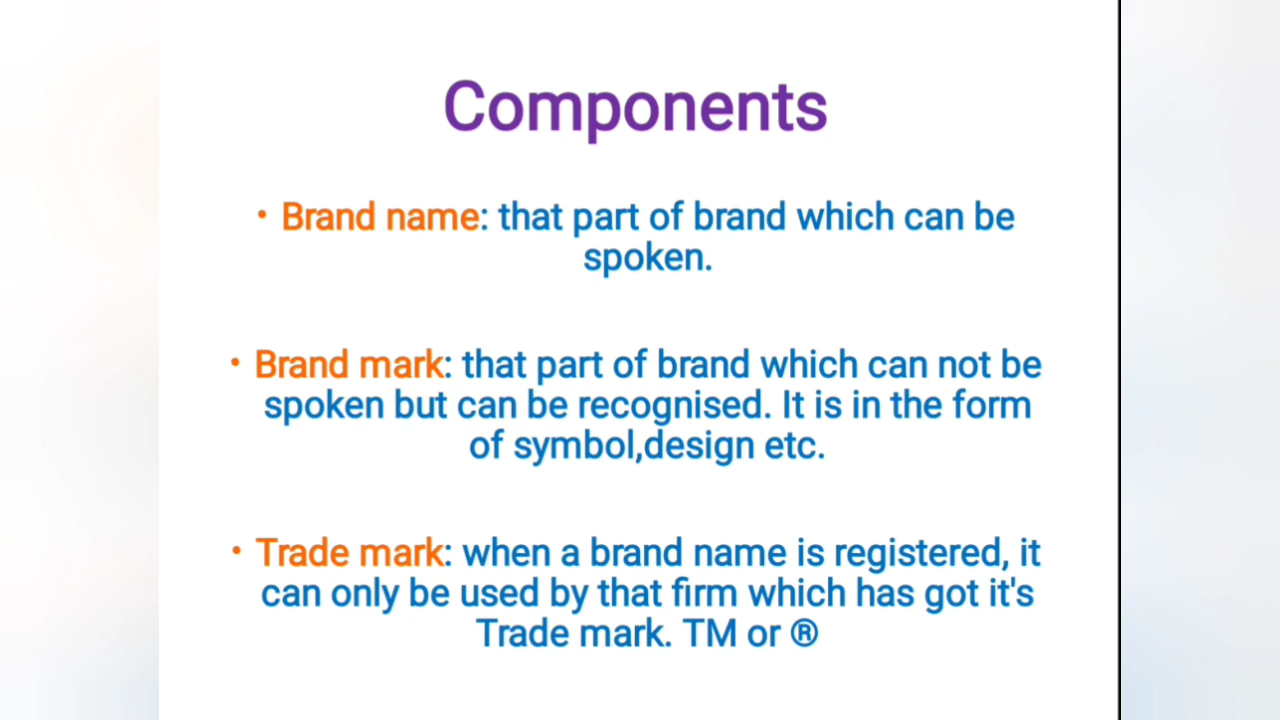 Components
• Brand name: that part of brand which can be
spoken.
• Brand mark: that part of brand which can not be
spoken but can be recognised. It is in the form
of symbol,design etc.
• Trade mark: when a brand name is registered, it
can only be used by that firm which has got it's
Trade mark. TM or ®